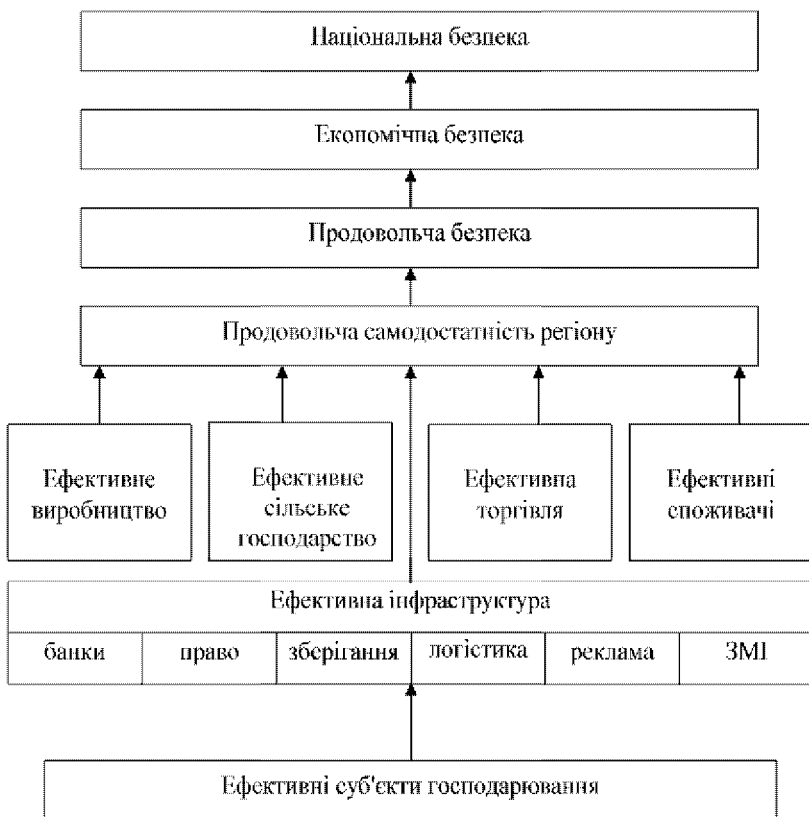 Національна безпека
Економічна безпека
Продовольча безпека
Продовольча самодостатність регіону
Ефективне
виробництво
Ефективне
сільське
господарство
Ефективна
торгівля
Ефективні
споживачі
Ефективна інфраструктура
банки право зберігання логістика реклама ЗМІ
Ефективні суб'єкти господарювання